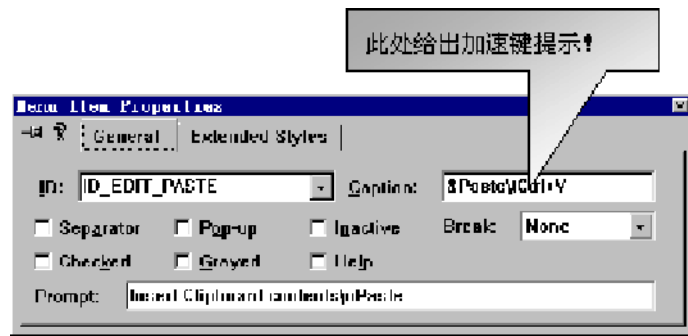 此处给出加速键提示!
Menu Item Properties
General Extended Styles
ID: ID_EDIT_PASTE Caption: &Paste\tCtrl+V
Separator Pop-up Inactive Break: None
Checked Grayed Help
Prompt: Insert Clipboard contents\nPaste